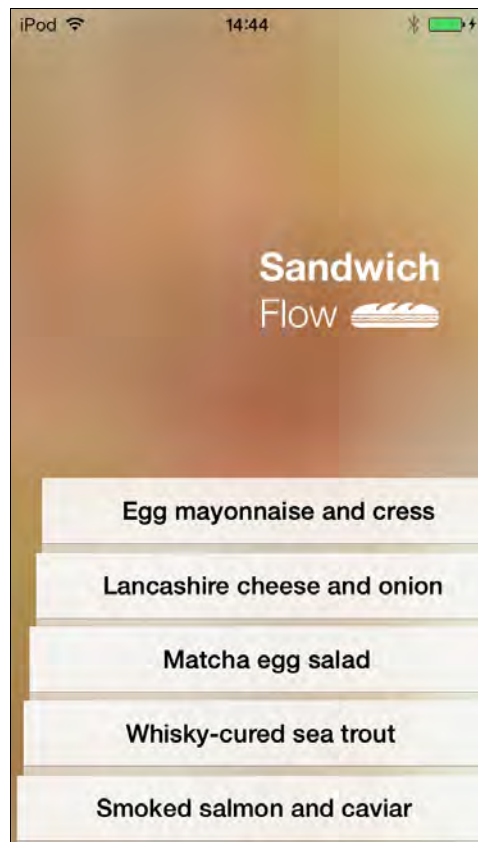 iPod 14:44
Sandwich
Flow
Egg mayonnaise and cress
Lancashire cheese and onion
Matcha egg salad
Whisky-cured sea trout
Smoked salmon and caviar